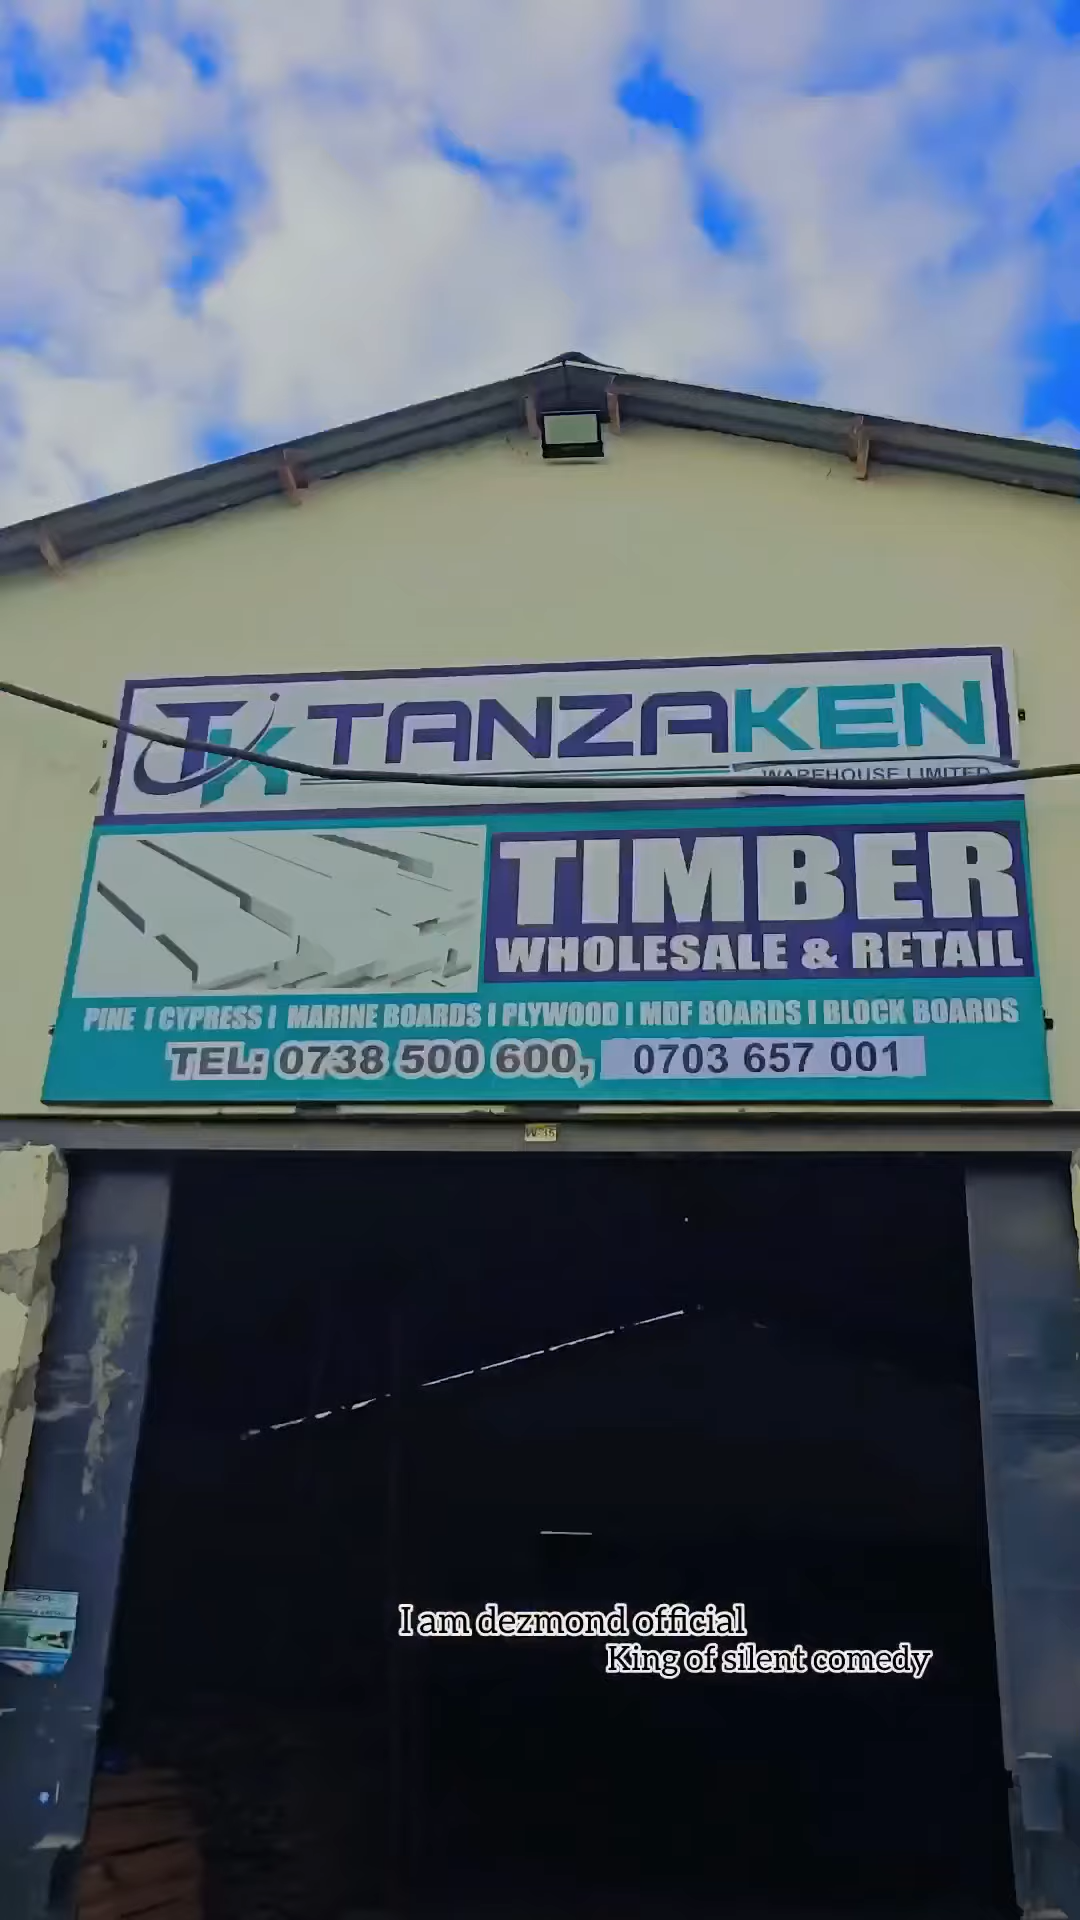 TK TANZAKEN
WAREHOUSE LIMITED
TIMBER
WHOLESALE & RETAIL
PINE I CYPRESS I MARINE BOARDS I PLYWOOD I MDF BOARDS I BLOCK BOARDS
TEL: 0738 500 600, 0703 657 001
W-35
I am dezmond official
King of silent comedy